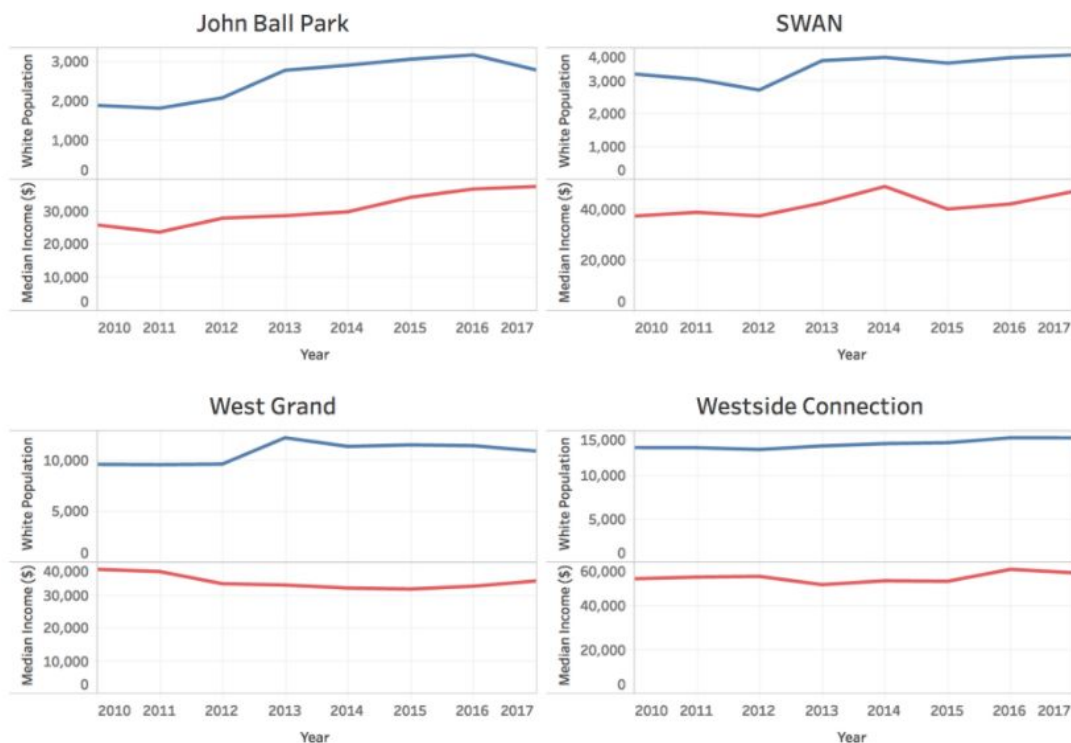 John Ball Park
White Population
3,000
2,000
1,000
0
Median Income ($)
30,000
20,000
10,000
0
2010 2011 2012 2013 2014 2015 2016 2017
Year
SWAN
White Population
4,000
3,000
2,000
1,000
0
Median Income ($)
40,000
20,000
0
2010 2011 2012 2013 2014 2015 2016 2017
Year
West Grand
White Population
10,000
5,000
0
Median Income ($)
40,000
30,000
20,000
10,000
0
2010 2011 2012 2013 2014 2015 2016 2017
Year
Westside Connection
White Population
15,000
10,000
5,000
0
Median Income ($)
60,000
40,000
20,000
0
2010 2011 2012 2013 2014 2015 2016 2017
Year